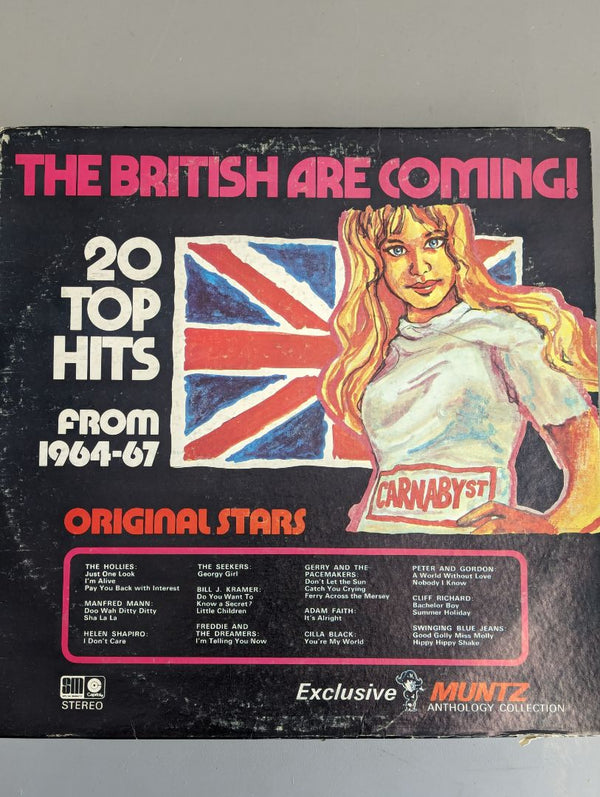 THE BRITISH ARE COMING!
20
TOP
HITS
FROM
1964-67
CARNABY ST
ORIGINAL STARS
THE HOLLIES:
Just One Look
I'm Alive
Pay You Back with Interest
MANFRED MANN:
Doo Wah Ditty Ditty
Sha La La
HELEN SHAPIRO:
I Don't Care
THE SEEKERS:
Georgy Girl
BILL J. KRAMER:
Do You Want To
Know a Secret?
Little Children
FREDDIE AND
THE DREAMERS:
I'm Telling You Now
GERRY AND THE
PACEMAKERS:
Don't Let the Sun
Catch You Crying
Ferry Across the Mersey
ADAM FAITH:
It's Alright
CILLA BLACK:
You're My World
PETER AND GORDON:
A World Without Love
Nobody I Know
CLIFF RICHARD:
Bachelor Boy
Summer Holiday
SWINGING BLUE JEANS:
Good Golly Miss Molly
Hippy Hippy Shake
SM
Capitol
STEREO
Exclusive MUNTZ
ANTHOLOGY COLLECTION